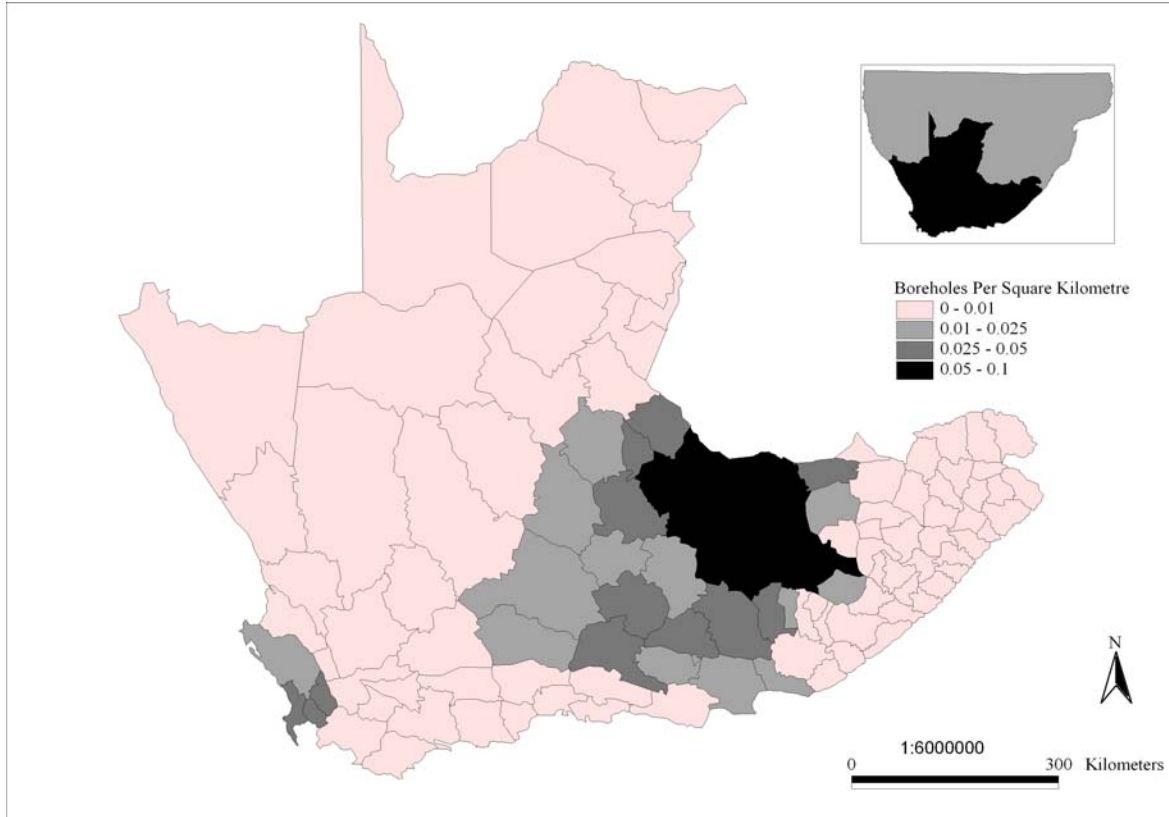 Boreholes Per Square Kilometre
0 - 0.01
0.01 - 0.025
0.025 - 0.05
0.05 - 0.1
N
1:6000000
0 300 Kilometers